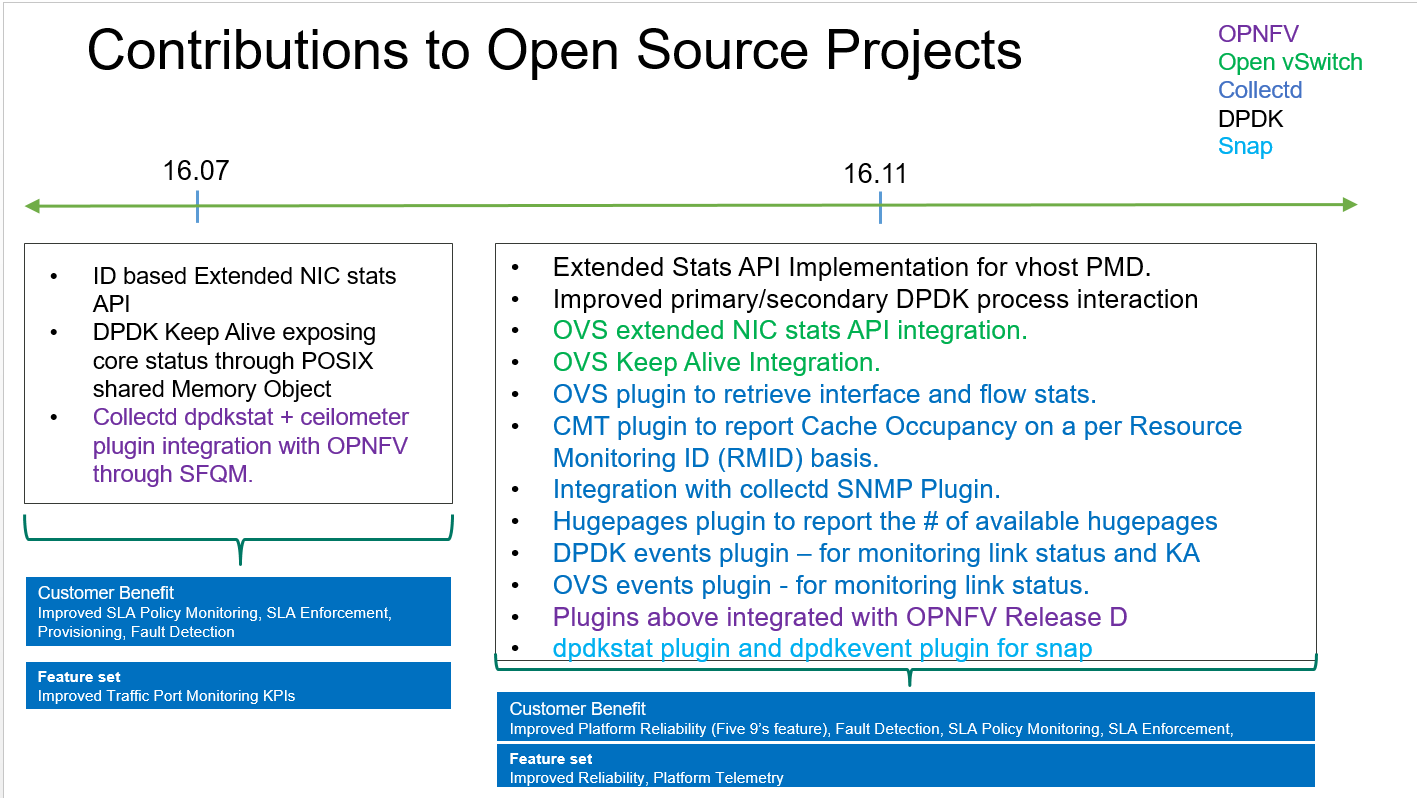 Contributions to Open Source Projects
OPNFV
Open vSwitch
Collectd
DPDK
Snap
16.07
16.11
• ID based Extended NIC stats
API
• DPDK Keep Alive exposing
core status through POSIX
shared Memory Object
• Collectd dpdkstat + ceilometer
plugin integration with OPNFV
through SFQM.
Customer Benefit
Improved SLA Policy Monitoring, SLA Enforcement,
Provisioning, Fault Detection
Feature set
Improved Traffic Port Monitoring KPIs
• Extended Stats API Implementation for vhost PMD.
• Improved primary/secondary DPDK process interaction
• OVS extended NIC stats API integration.
• OVS Keep Alive Integration.
• OVS plugin to retrieve interface and flow stats.
• CMT plugin to report Cache Occupancy on a per Resource
Monitoring ID (RMID) basis.
• Integration with collectd SNMP Plugin.
• Hugepages plugin to report the # of available hugepages
• DPDK events plugin – for monitoring link status and KA
• OVS events plugin - for monitoring link status.
• Plugins above integrated with OPNFV Release D
• dpdkstat plugin and dpdkevent plugin for snap
Customer Benefit
Improved Platform Reliability (Five 9's feature), Fault Detection, SLA Policy Monitoring, SLA Enforcement,
Feature set
Improved Reliability, Platform Telemetry